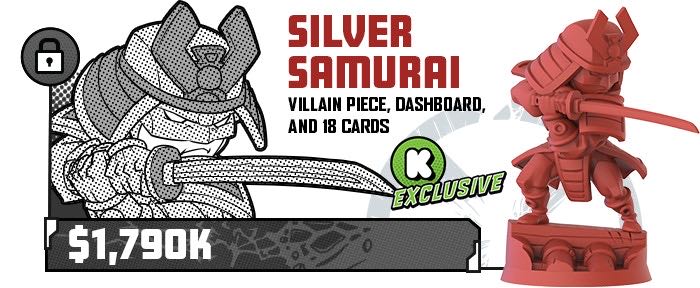 SILVER
SAMURAI
VILLAIN PIECE, DASHBOARD,
AND 18 CARDS
K
EXCLUSIVE
$1,790K